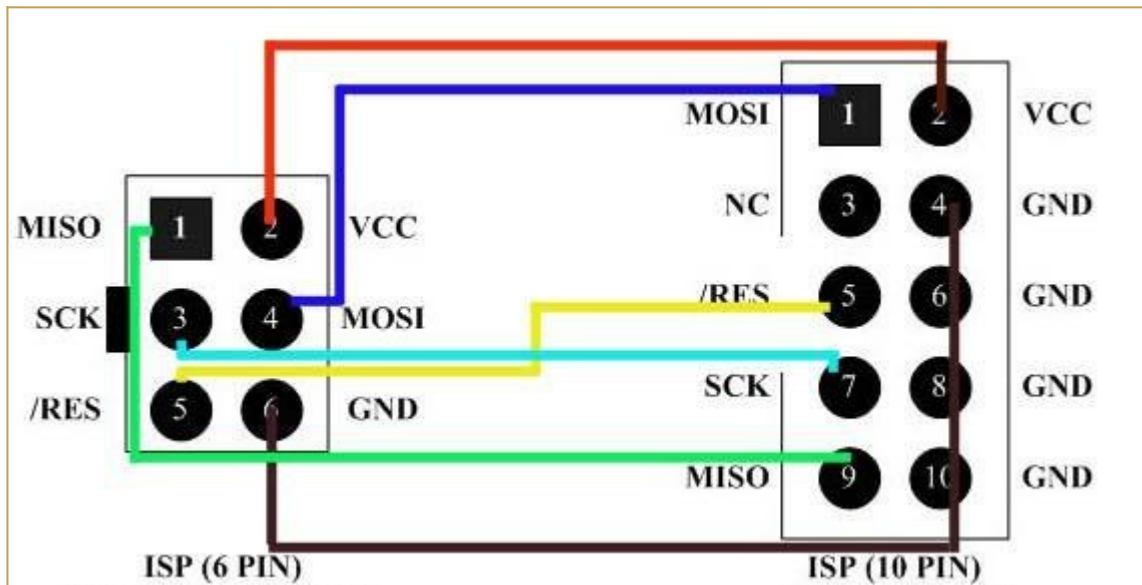 MOSI 1 2 VCC
NC 3 4 GND
MISO 1 2 VCC
/RES 5 6 GND
SCK 3 4 MOSI
SCK 7 8 GND
/RES 5 6 GND
MISO 9 10 GND
ISP (6 PIN)
ISP (10 PIN)